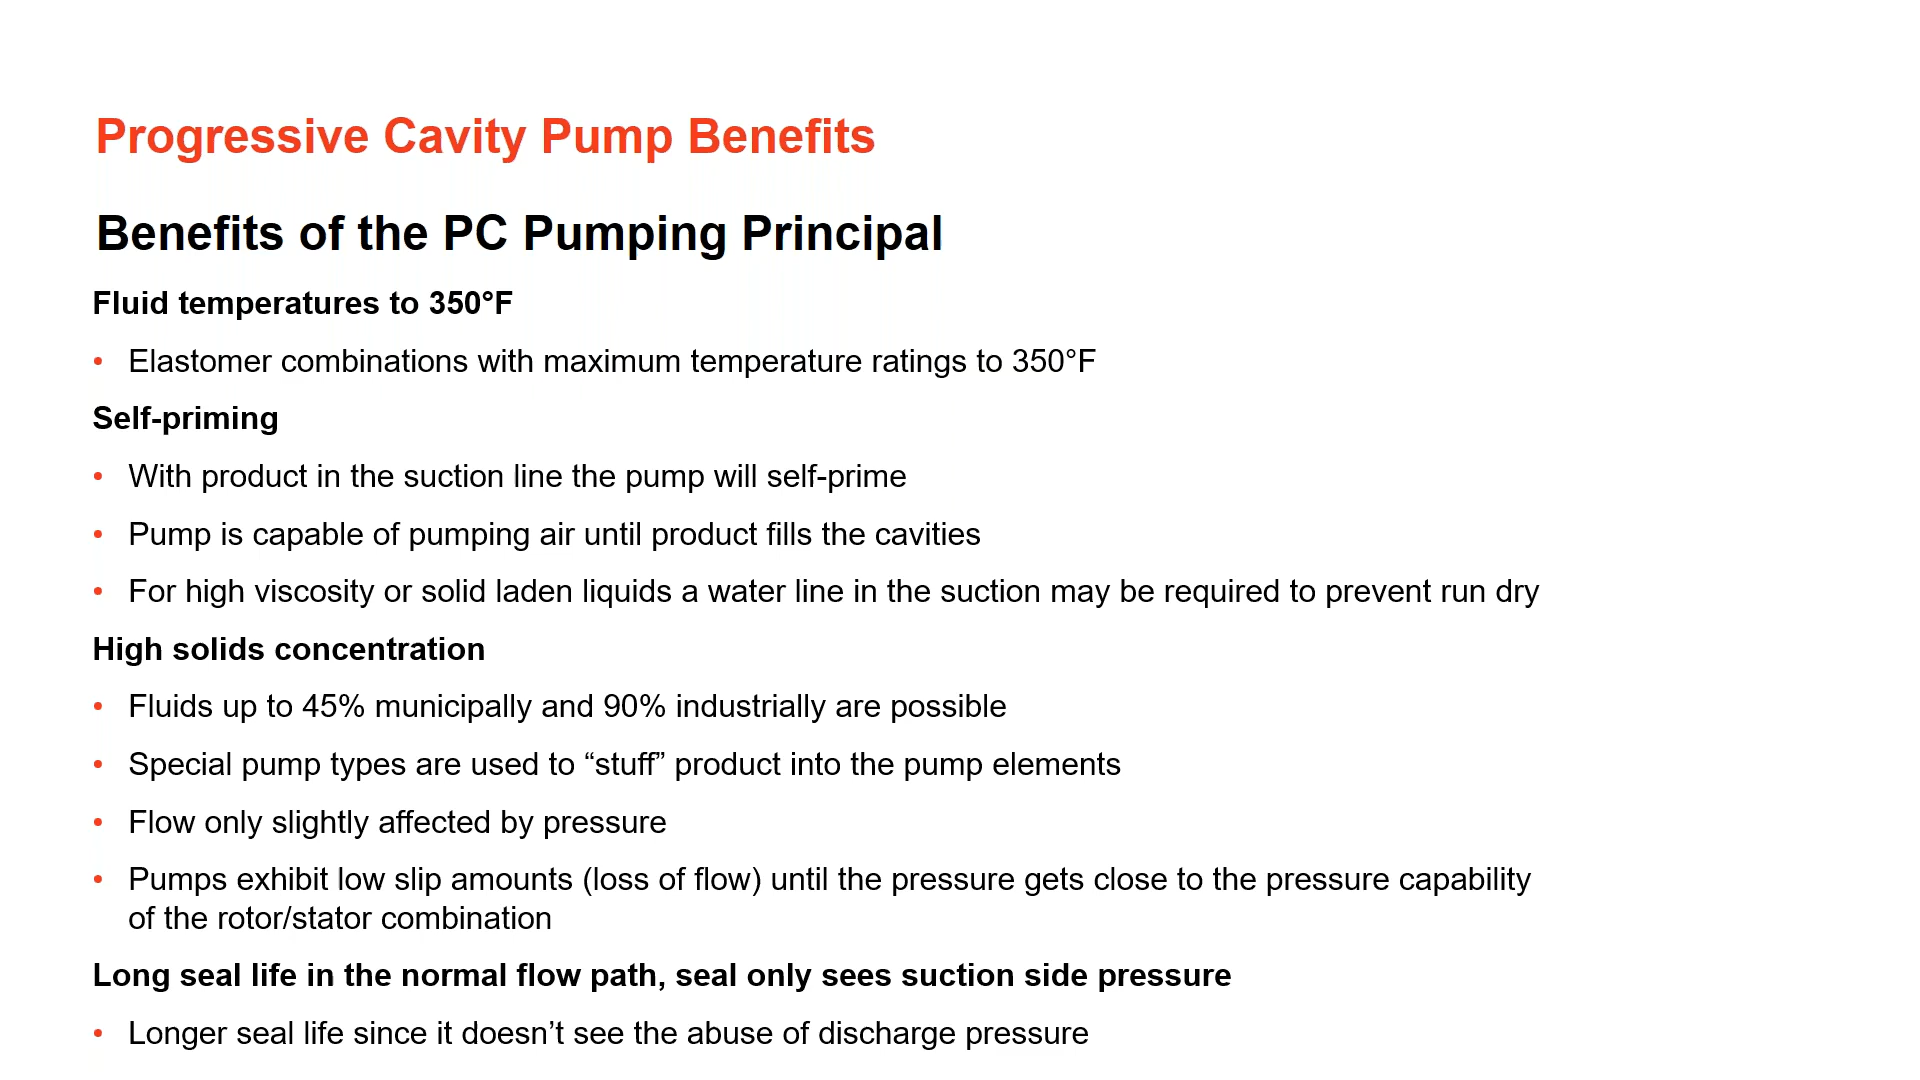 Progressive Cavity Pump Benefits
Benefits of the PC Pumping Principal
Fluid temperatures to 350°F
• Elastomer combinations with maximum temperature ratings to 350°F
Self-priming
• With product in the suction line the pump will self-prime
• Pump is capable of pumping air until product fills the cavities
• For high viscosity or solid laden liquids a water line in the suction may be required to prevent run dry
High solids concentration
• Fluids up to 45% municipally and 90% industrially are possible
• Special pump types are used to “stuff” product into the pump elements
• Flow only slightly affected by pressure
• Pumps exhibit low slip amounts (loss of flow) until the pressure gets close to the pressure capability
of the rotor/stator combination
Long seal life in the normal flow path, seal only sees suction side pressure
• Longer seal life since it doesn’t see the abuse of discharge pressure